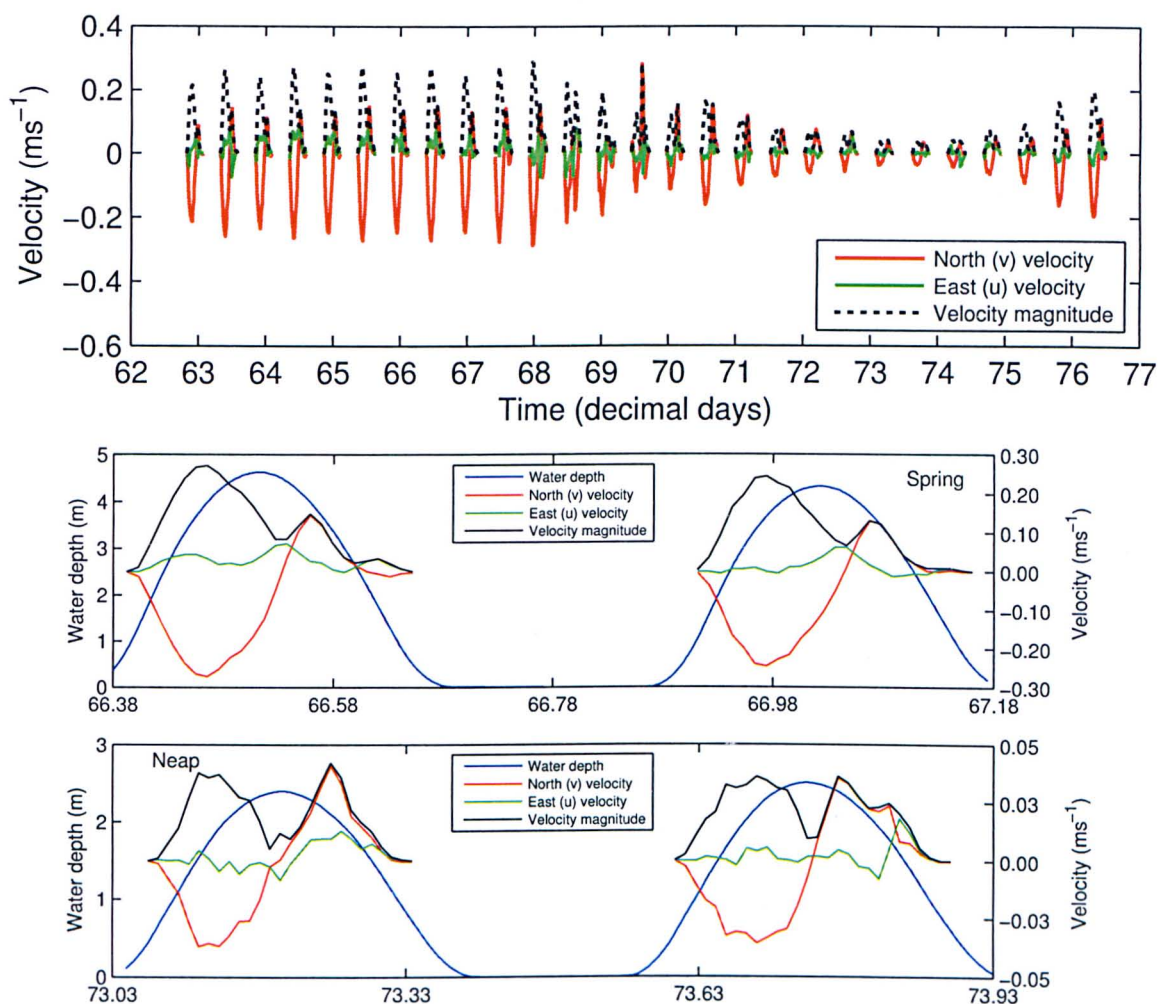 0.4
0.2
0
−0.2
−0.4
−0.6
Velocity (ms⁻¹)
North (v) velocity
East (u) velocity
Velocity magnitude
62 63 64 65 66 67 68 69 70 71 72 73 74 75 76 77
Time (decimal days)
5
4
3
2
1
0
Water depth (m)
Water depth
North (v) velocity
East (u) velocity
Velocity magnitude
Spring
0.30
0.20
0.10
0.00
−0.10
−0.20
−0.30
Velocity (ms⁻¹)
66.38 66.58 66.78 66.98 67.18
3
2
1
0
Water depth (m)
Neap
Water depth
North (v) velocity
East (u) velocity
Velocity magnitude
0.05
0.03
0.00
−0.03
−0.05
Velocity (ms⁻¹)
73.03 73.33 73.63 73.93